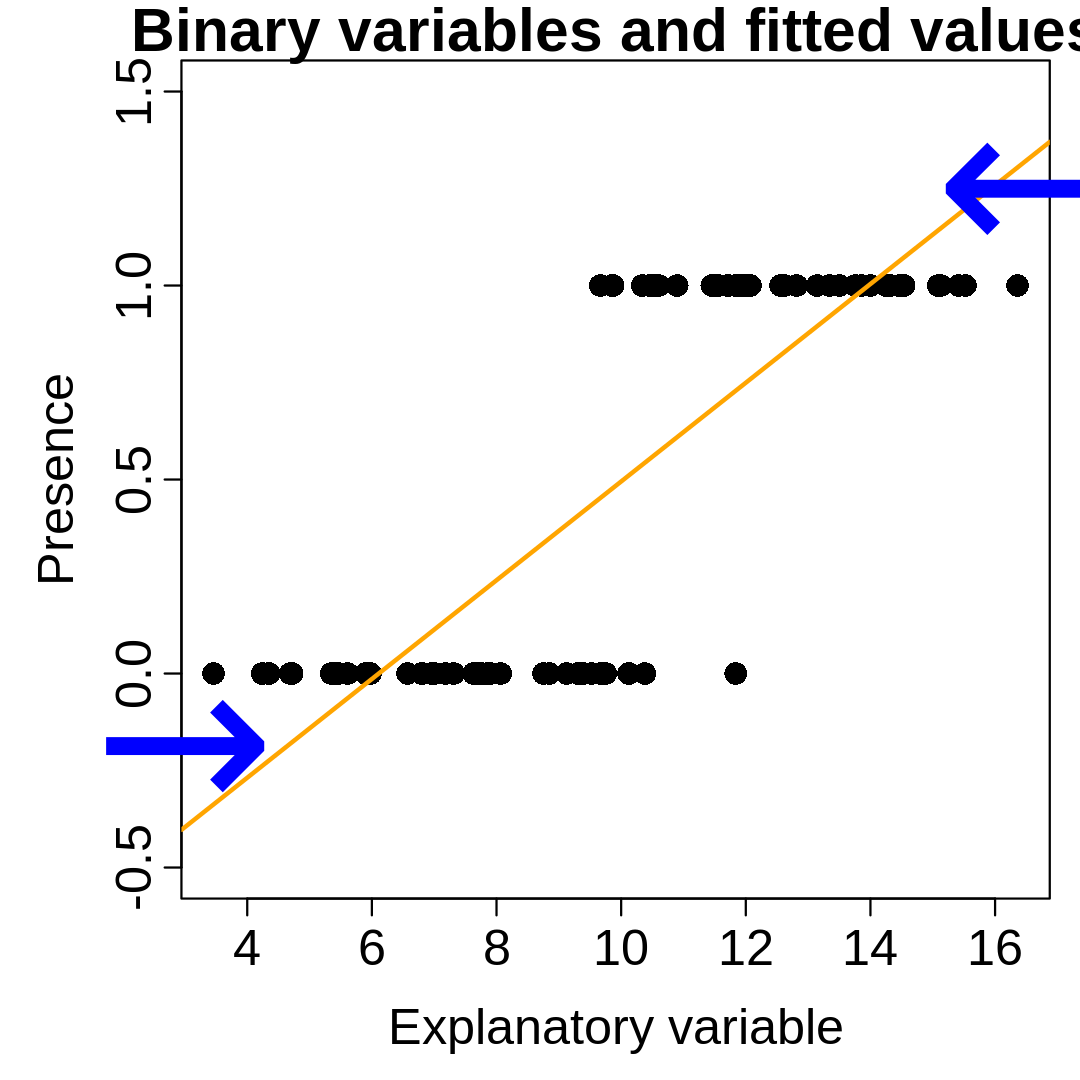 Binary variables and fitted values
1.5
1.0
0.5
0.0
-0.5
Presence
4 6 8 10 12 14 16
Explanatory variable